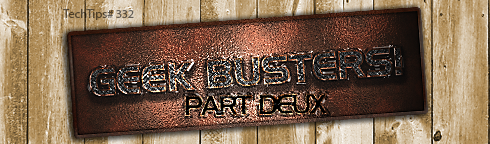 TechTips# 332
GEEK BUSTERS!
PART DEUX